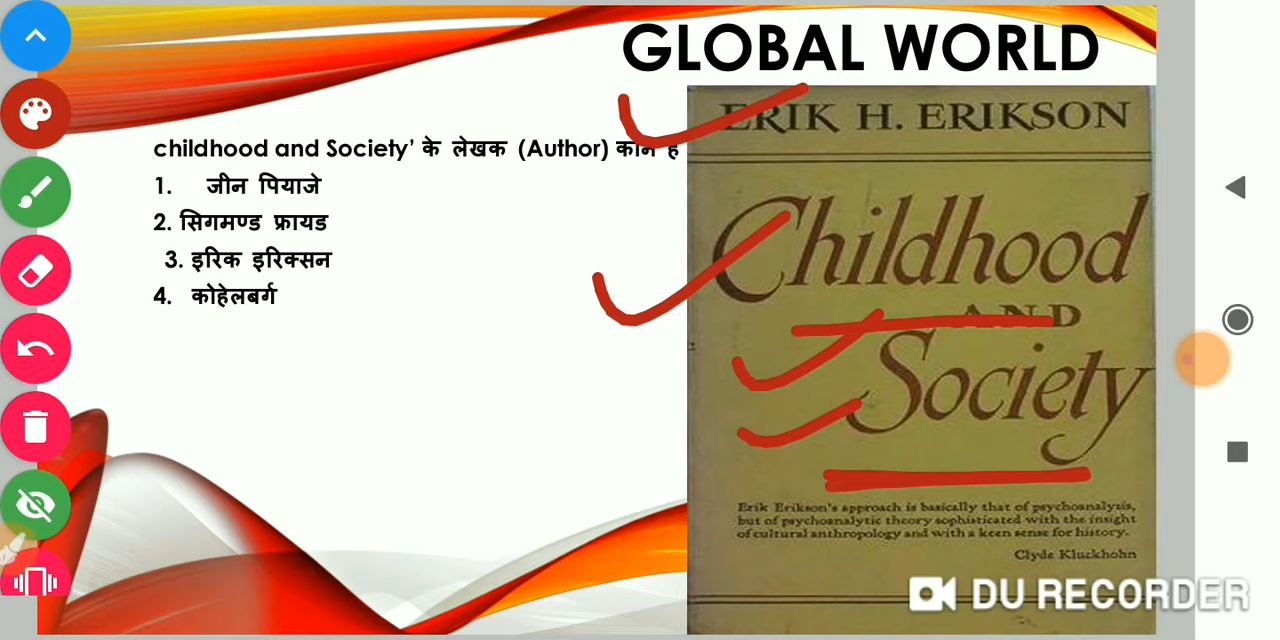 GLOBAL WORLD
childhood and Society’ के लेखक (Author) कौन है
1. जीन पियाजे
2. सिगमण्ड फ्रायड
3. इरिक इरिक्सन
4. कोहेलबर्ग
ERIK H. ERIKSON
Childhood
AND
Society
Erik Erikson's approach is basically that of psychoanalysis,
but of psychoanalytic theory sophisticated with the insight
of cultural anthropology and with a keen sense for history.
Clyde Kluckhohn
DU RECORDER